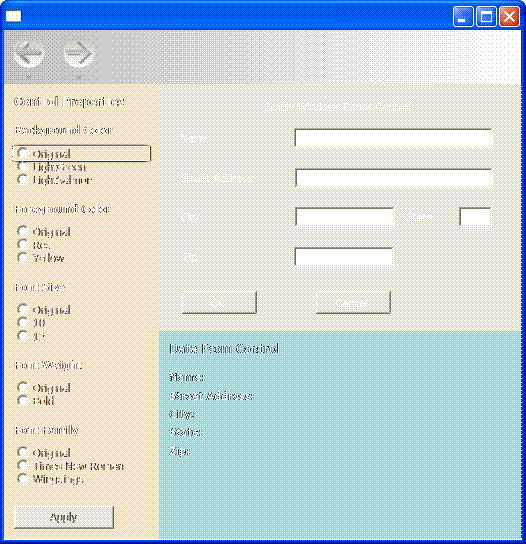 Control Properties
Background Color
Original
LightGreen
LightSalmon
Foreground Color
Original
Red
Yellow
Font Size
Original
10
12
Font Weight
Original
Bold
Font Family
Original
Times New Roman
WingDings
Apply
Simple Windows Forms Control
Name
Street Address
City
State
Zip
OK
Cancel
Data From Control
Name:
Street Address:
City:
State:
Zip: